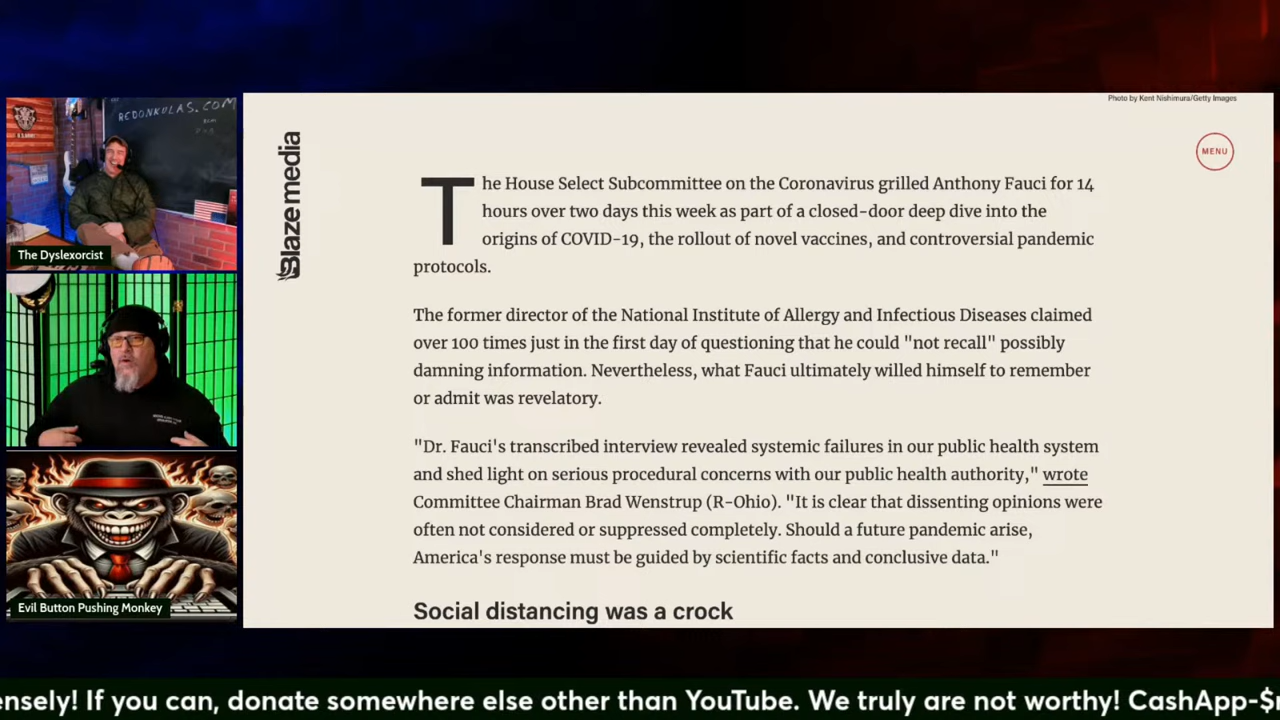 REDONKULAS.COM
The Dyslexorcist
Evil Button Pushing Monkey
Blaze media
Photo by Kent Nishimura/Getty Images
MENU
The House Select Subcommittee on the Coronavirus grilled Anthony Fauci for 14
hours over two days this week as part of a closed-door deep dive into the
origins of COVID-19, the rollout of novel vaccines, and controversial pandemic
protocols.
The former director of the National Institute of Allergy and Infectious Diseases claimed
over 100 times just in the first day of questioning that he could "not recall" possibly
damning information. Nevertheless, what Fauci ultimately willed himself to remember
or admit was revelatory.
"Dr. Fauci's transcribed interview revealed systemic failures in our public health system
and shed light on serious procedural concerns with our public health authority," wrote
Committee Chairman Brad Wenstrup (R-Ohio). "It is clear that dissenting opinions were
often not considered or suppressed completely. Should a future pandemic arise,
America's response must be guided by scientific facts and conclusive data."
Social distancing was a crock
ensely! If you can, donate somewhere else other than YouTube. We truly are not worthy! CashApp-$